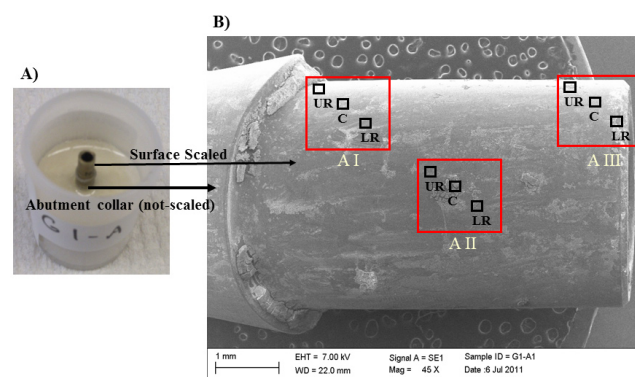 B)
A)
UR
C
LR
A I
UR
C
LR
A III
Surface Scaled
UR
C
LR
A II
Abutment collar (not-scaled)
G1-A
1 mm
EHT = 7.00 kV
Signal A = SE1
Sample ID = G1-A1
WD = 22.0 mm
Mag = 45 X
Date :6 Jul 2011